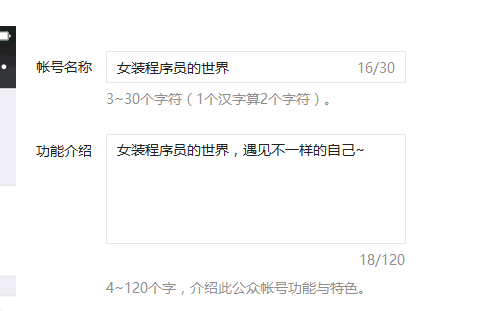 帐号名称
女装程序员的世界 16/30
3~30个字符（1个汉字算2个字符）。
功能介绍
女装程序员的世界，遇见不一样的自己~
18/120
4~120个字，介绍此公众帐号功能与特色。